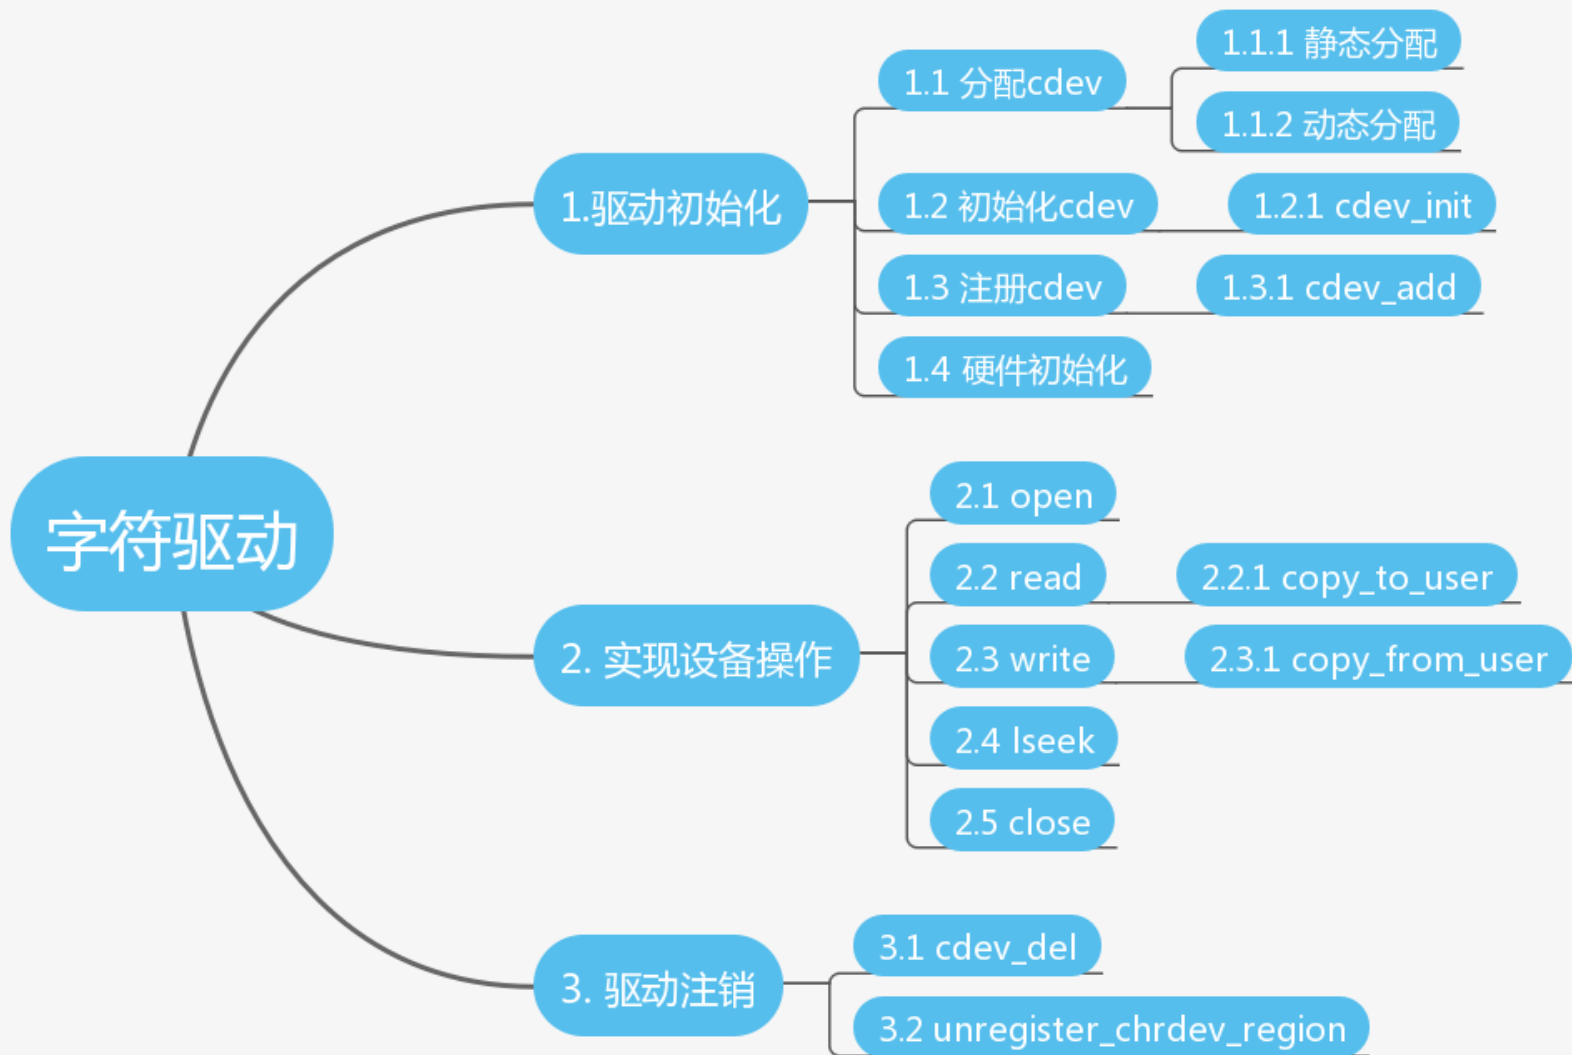 字符驱动
1.驱动初始化
1.1 分配cdev
1.1.1 静态分配
1.1.2 动态分配
1.2 初始化cdev
1.2.1 cdev_init
1.3 注册cdev
1.3.1 cdev_add
1.4 硬件初始化
2. 实现设备操作
2.1 open
2.2 read
2.2.1 copy_to_user
2.3 write
2.3.1 copy_from_user
2.4 lseek
2.5 close
3. 驱动注销
3.1 cdev_del
3.2 unregister_chrdev_region